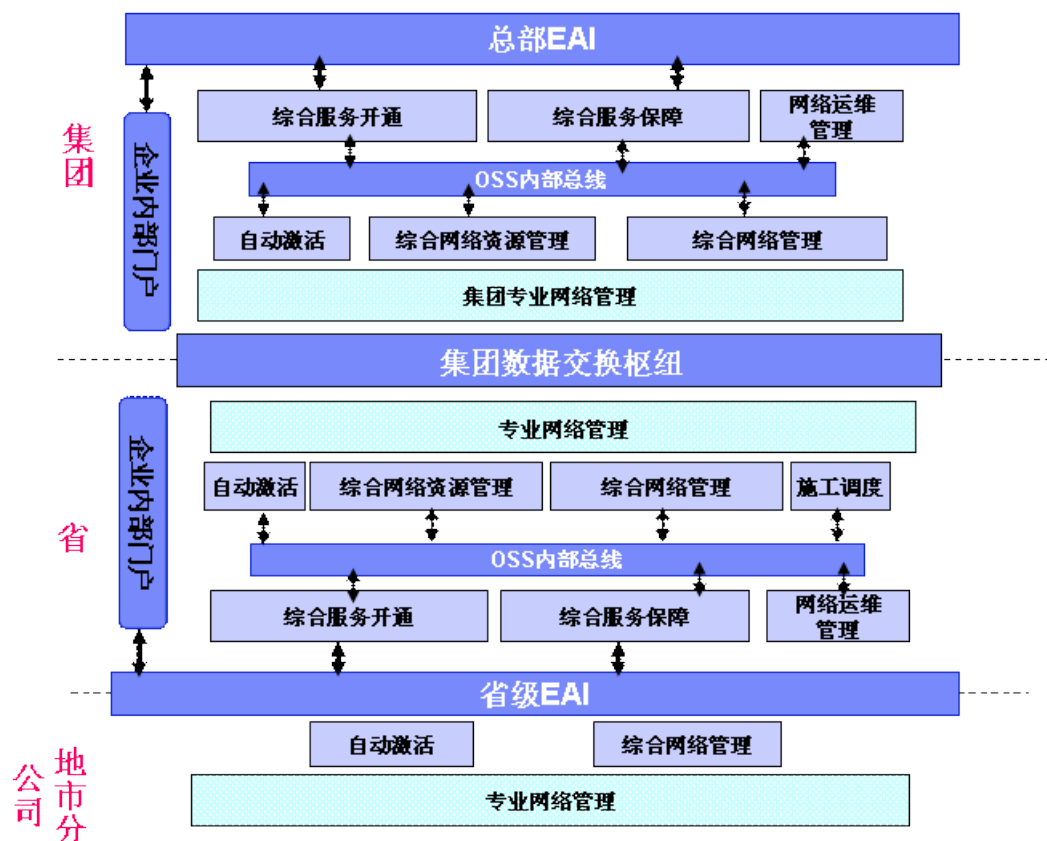 总部EAI
集团
企业内部门户
综合服务开通
综合服务保障
网络运维
管理
OSS内部总线
自动激活
综合网络资源管理
综合网络管理
集团专业网络管理
集团数据交换枢纽
省
企业内部门户
专业网络管理
自动激活
综合网络资源管理
综合网络管理
施工调度
OSS内部总线
综合服务开通
综合服务保障
网络运维
管理
省级EAI
地市分
公司
自动激活
综合网络管理
专业网络管理